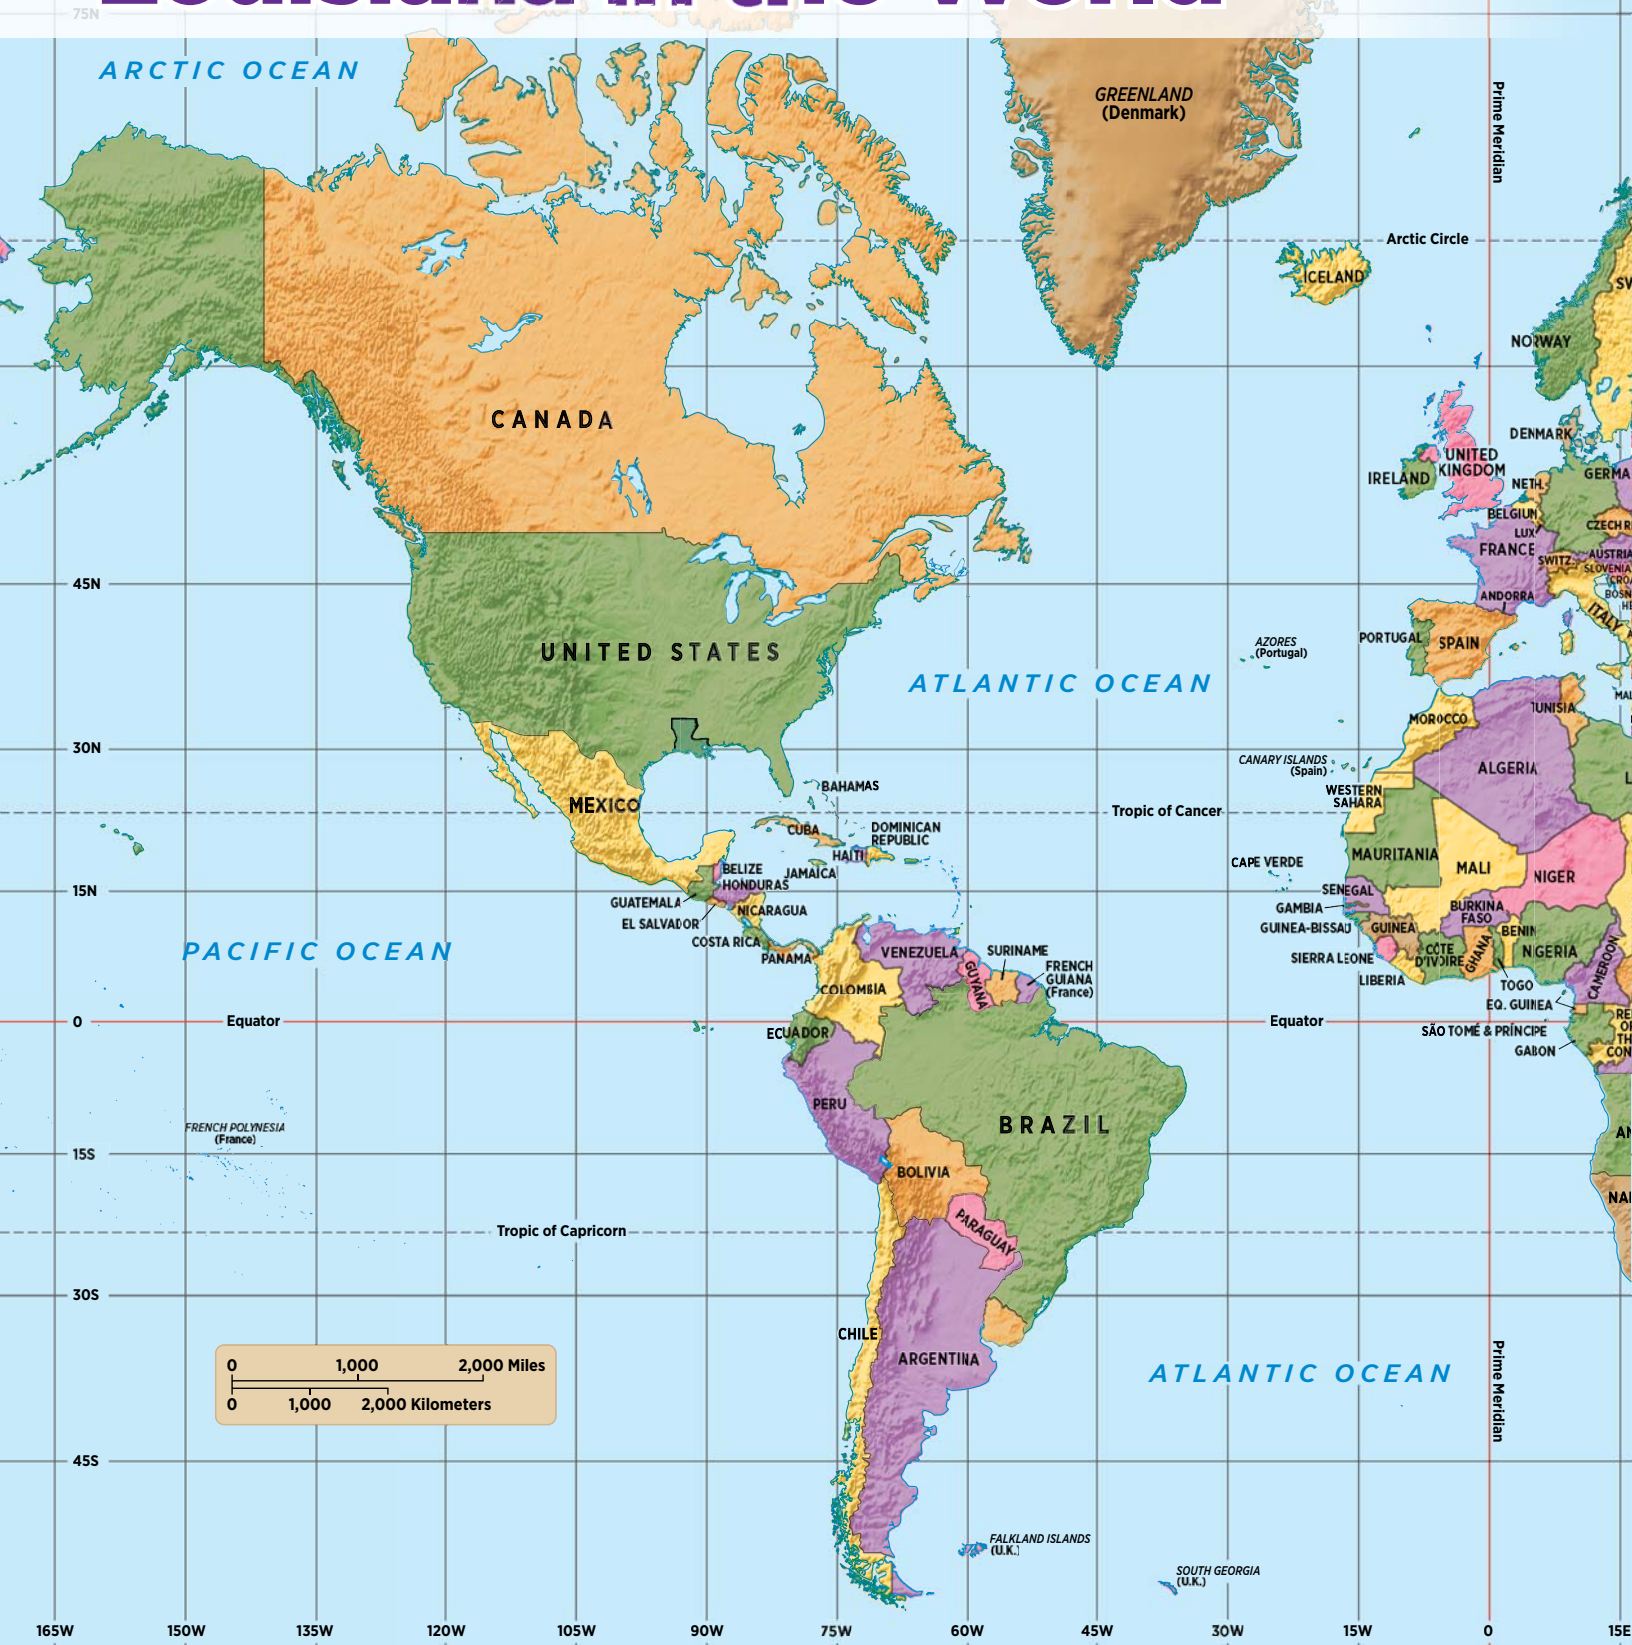 Louisiana in the World
75N
ARCTIC OCEAN
GREENLAND
(Denmark)
Prime Meridian
Arctic Circle
ICELAND
NORWAY
CANADA
DENMARK
UNITED
KINGDOM
IRELAND
NETH.
BELGIUM
LUX
FRANCE
SWITZ.
AUSTRIA
SLOVENIA
45N
ANDORRA
ITALY
PORTUGAL
SPAIN
AZORES
(Portugal)
UNITED STATES
ATLANTIC OCEAN
TUNISIA
MOROCCO
30N
CANARY ISLANDS
(Spain)
ALGERIA
WESTERN
SAHARA
BAHAMAS
MEXICO
Tropic of Cancer
CUBA
DOMINICAN
REPUBLIC
HAITI
JAMAICA
BELIZE
HONDURAS
MAURITANIA
CAPE VERDE
MALI
NIGER
15N
SENEGAL
GUATEMALA
NICARAGUA
GAMBIA
BURKINA
FASO
EL SALVADOR
GUINEA-BISSAU
GUINEA
BENIN
COSTA RICA
PACIFIC OCEAN
PANAMA
VENEZUELA
SURINAME
GUYANA
FRENCH
GUIANA
(France)
SIERRA LEONE
CÔTE
D'IVOIRE
GHANA
NIGERIA
CAMEROON
LIBERIA
TOGO
COLOMBIA
EQ. GUINEA
0
Equator
Equator
ECUADOR
SÃO TOMÉ & PRÍNCIPE
GABON
PERU
BRAZIL
FRENCH POLYNESIA
(France)
15S
BOLIVIA
PARAGUAY
Tropic of Capricorn
30S
CHILE
ARGENTINA
0 1,000 2,000 Miles
0 1,000 2,000 Kilometers
ATLANTIC OCEAN
Prime Meridian
45S
FALKLAND ISLANDS
(U.K.)
SOUTH GEORGIA
(U.K.)
165W 150W 135W 120W 105W 90W 75W 60W 45W 30W 15W 0 15E